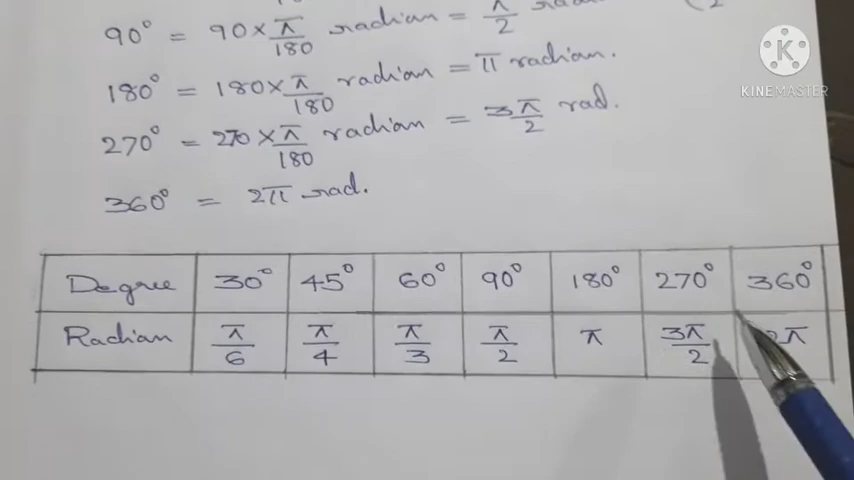 90° = 90 × π/180 radian = π/2
180° = 180 × π/180 radian = π radian.
270° = 270 × π/180 radian = 3π/2 rad.
360° = 2π rad.
Degree 30° 45° 60° 90° 180° 270° 360°
Radian π/6 π/4 π/3 π/2 π 3π/2 2π
KINEMASTER